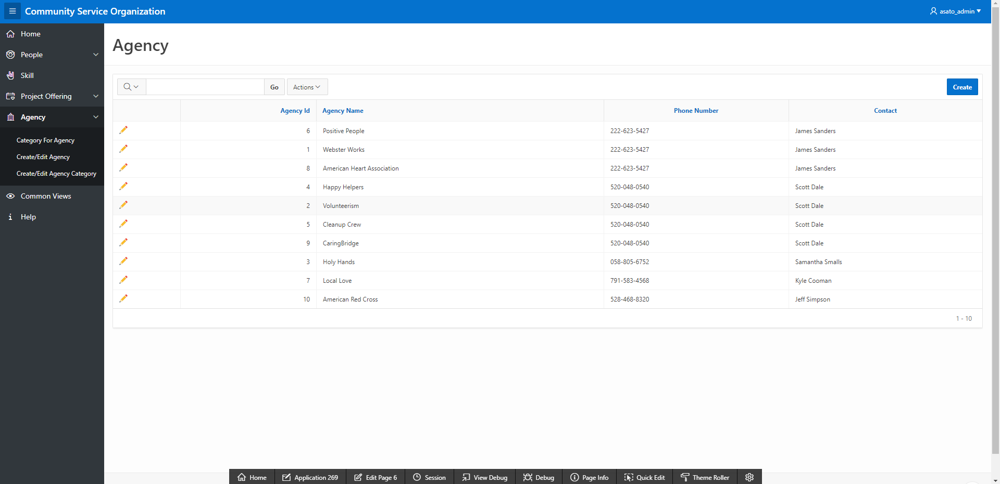 Community Service Organization
asato_admin
Home
People
Skill
Project Offering
Agency
Category For Agency
Create/Edit Agency
Create/Edit Agency Category
Common Views
Help
Agency
Go
Actions
Create
Agency Id Agency Name Phone Number Contact
6 Positive People 222-623-5427 James Sanders
1 Webster Works 222-623-5427 James Sanders
8 American Heart Association 222-623-5427 James Sanders
4 Happy Helpers 520-048-0540 Scott Dale
2 Volunteerism 520-048-0540 Scott Dale
5 Cleanup Crew 520-048-0540 Scott Dale
9 CaringBridge 520-048-0540 Scott Dale
3 Holy Hands 058-805-6752 Samantha Smalls
7 Local Love 791-583-4568 Kyle Cooman
10 American Red Cross 528-468-8320 Jeff Simpson
1 - 10
Home Application 269 Edit Page 6 Session View Debug Debug Page Info Quick Edit Theme Roller